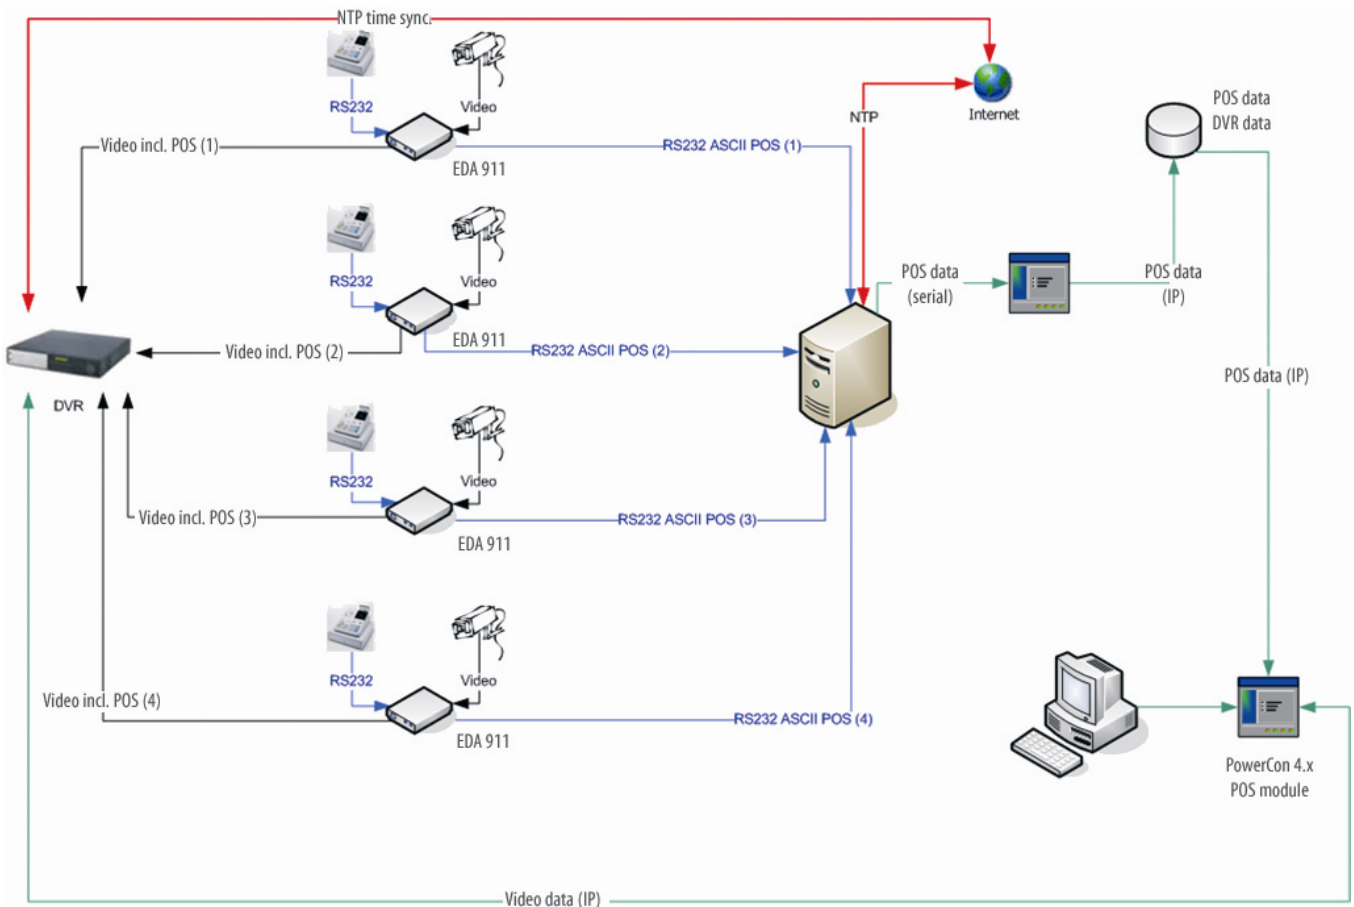 NTP time sync.
RS232
Video
Internet
NTP
POS data
DVR data
Video incl. POS (1)
RS232 ASCII POS (1)
EDA 911
RS232
Video
POS data
(serial)
POS data
(IP)
EDA 911
Video incl. POS (2)
RS232 ASCII POS (2)
POS data (IP)
DVR
RS232
Video
Video incl. POS (3)
RS232 ASCII POS (3)
EDA 911
RS232
Video
Video incl. POS (4)
RS232 ASCII POS (4)
EDA 911
PowerCon 4.x
POS module
Video data (IP)